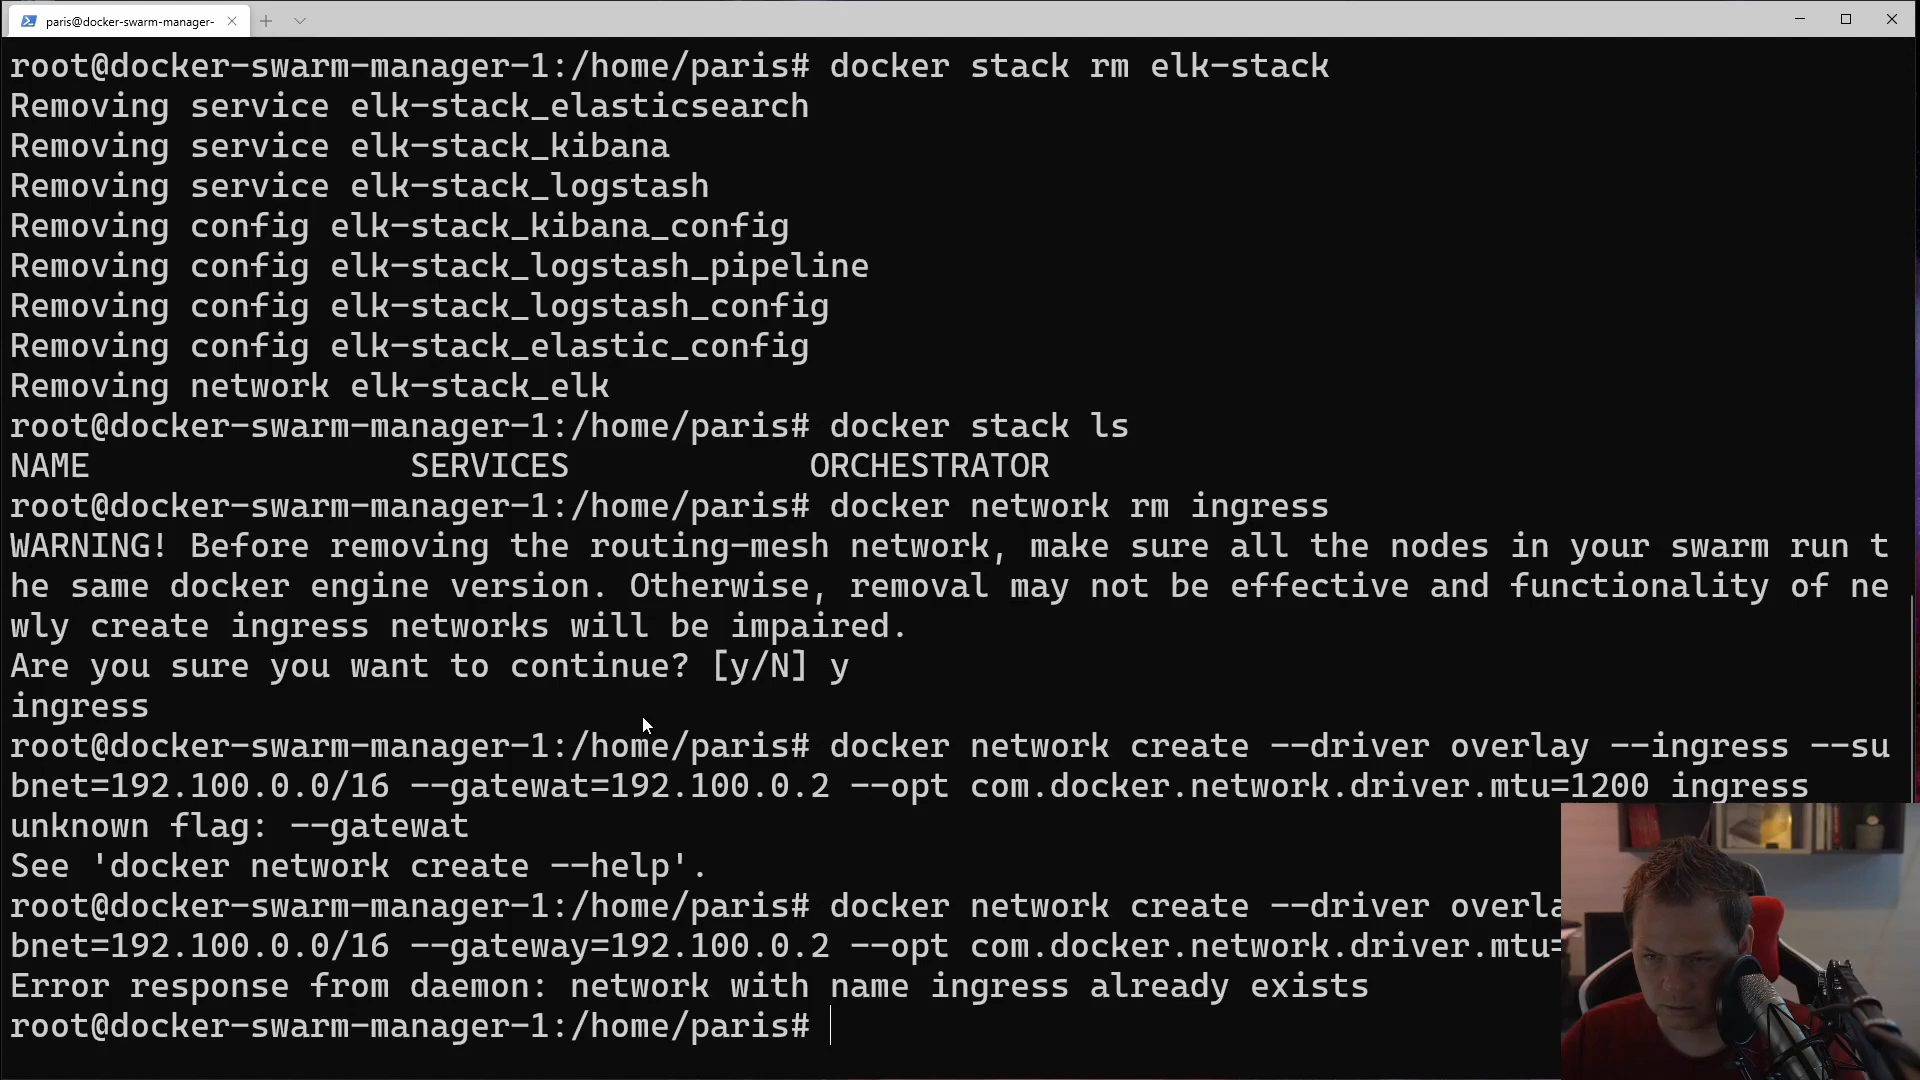 paris@docker-swarm-manager-
root@docker-swarm-manager-1:/home/paris# docker stack rm elk-stack
Removing service elk-stack_elasticsearch
Removing service elk-stack_kibana
Removing service elk-stack_logstash
Removing config elk-stack_kibana_config
Removing config elk-stack_logstash_pipeline
Removing config elk-stack_logstash_config
Removing config elk-stack_elastic_config
Removing network elk-stack_elk
root@docker-swarm-manager-1:/home/paris# docker stack ls
NAME SERVICES ORCHESTRATOR
root@docker-swarm-manager-1:/home/paris# docker network rm ingress
WARNING! Before removing the routing-mesh network, make sure all the nodes in your swarm run t
he same docker engine version. Otherwise, removal may not be effective and functionality of ne
wly create ingress networks will be impaired.
Are you sure you want to continue? [y/N] y
ingress
root@docker-swarm-manager-1:/home/paris# docker network create --driver overlay --ingress --su
bnet=192.100.0.0/16 --gatewat=192.100.0.2 --opt com.docker.network.driver.mtu=1200 ingress
unknown flag: --gatewat
See 'docker network create --help'.
root@docker-swarm-manager-1:/home/paris# docker network create --driver overla
bnet=192.100.0.0/16 --gateway=192.100.0.2 --opt com.docker.network.driver.mtu=
Error response from daemon: network with name ingress already exists
root@docker-swarm-manager-1:/home/paris#